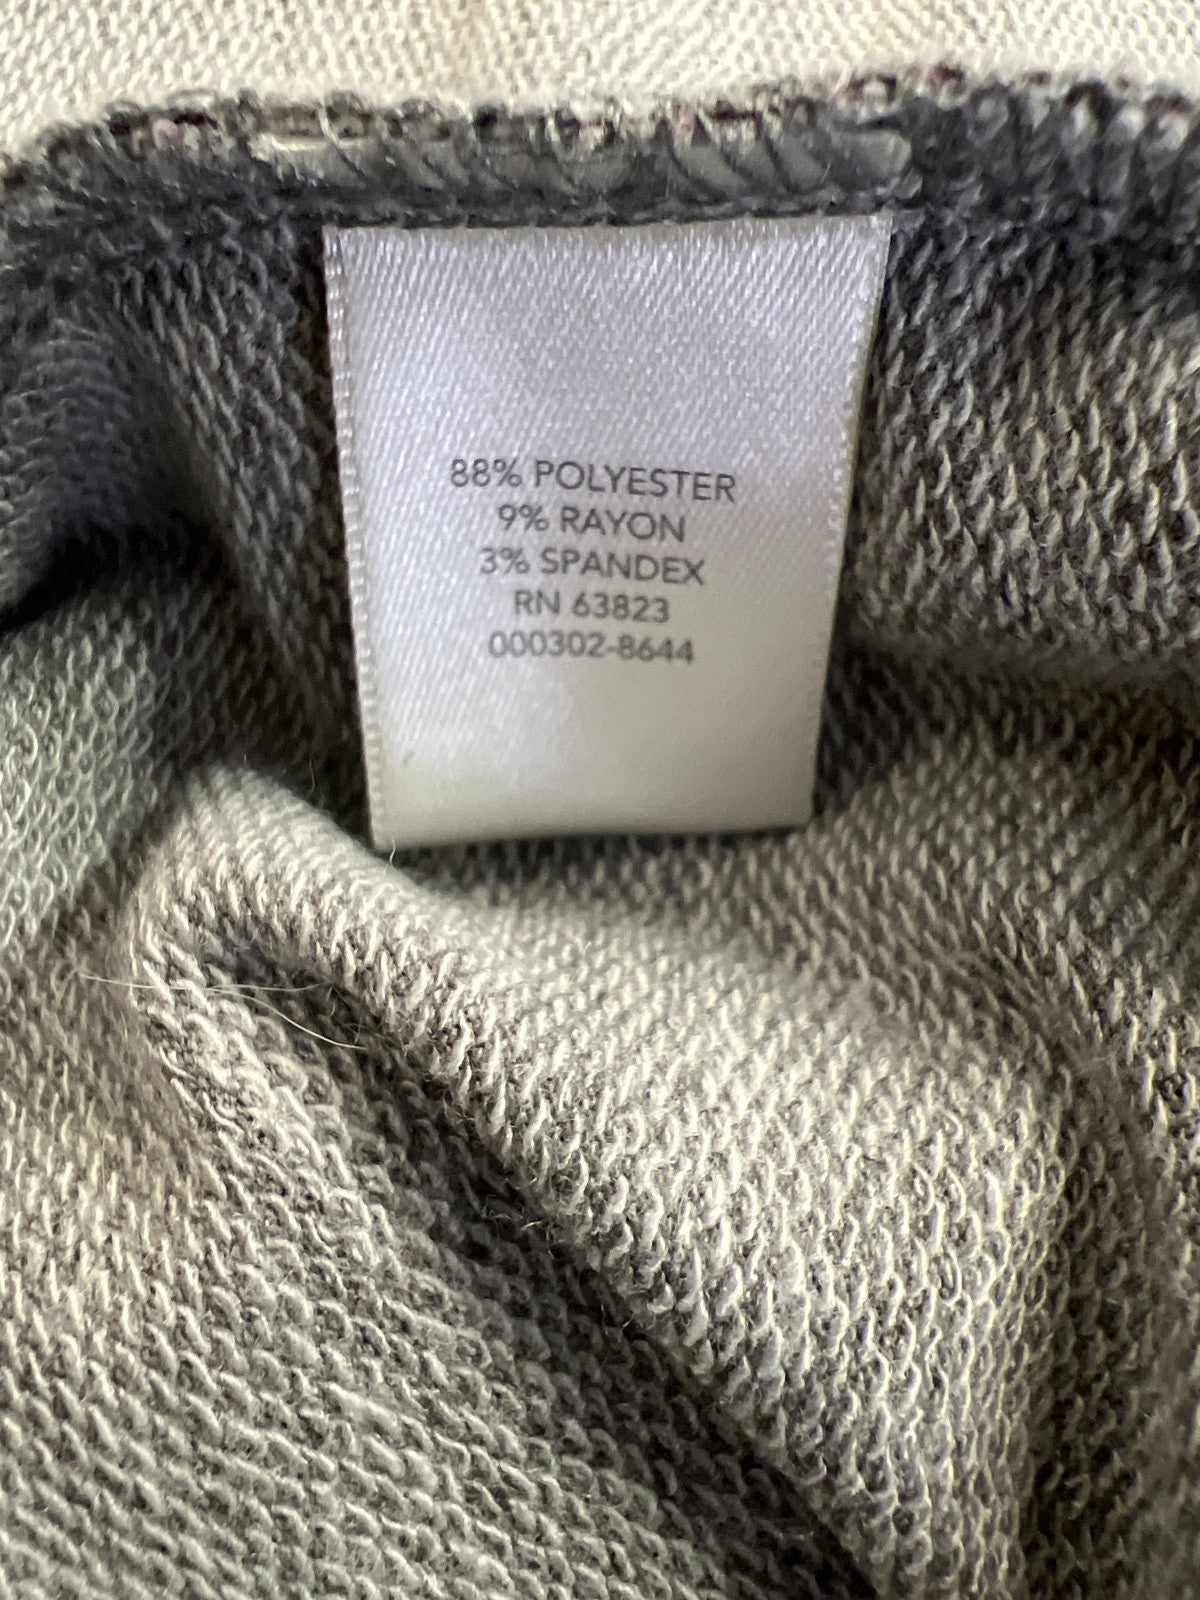 88% POLYESTER
9% RAYON
3% SPANDEX
RN 63823
000302-8644